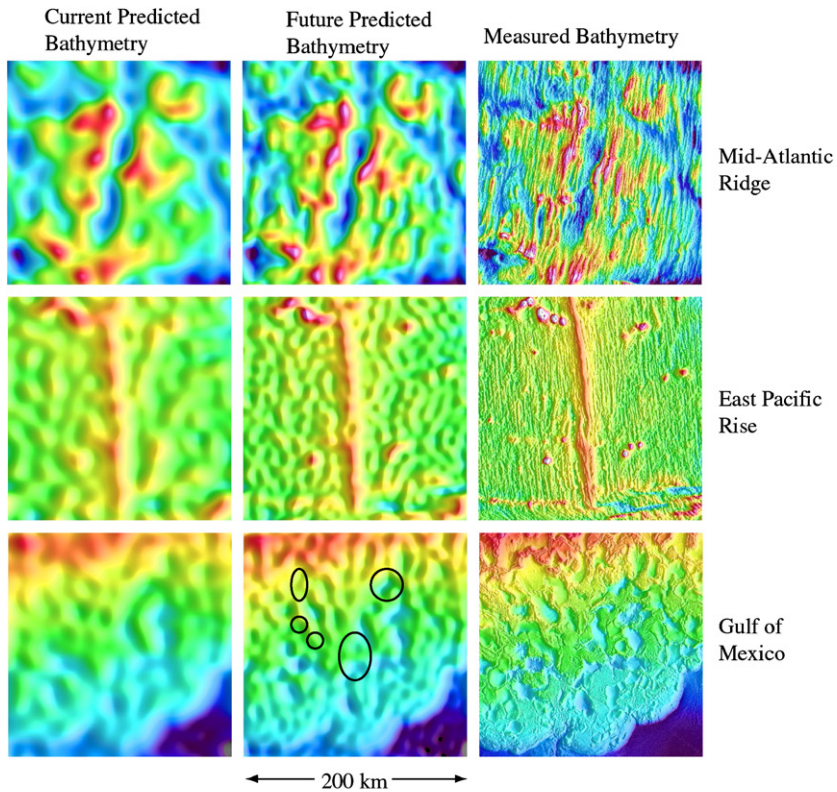 Current Predicted
Bathymetry
Future Predicted
Bathymetry
Measured Bathymetry
Mid-Atlantic
Ridge
East Pacific
Rise
Gulf of
Mexico
200 km